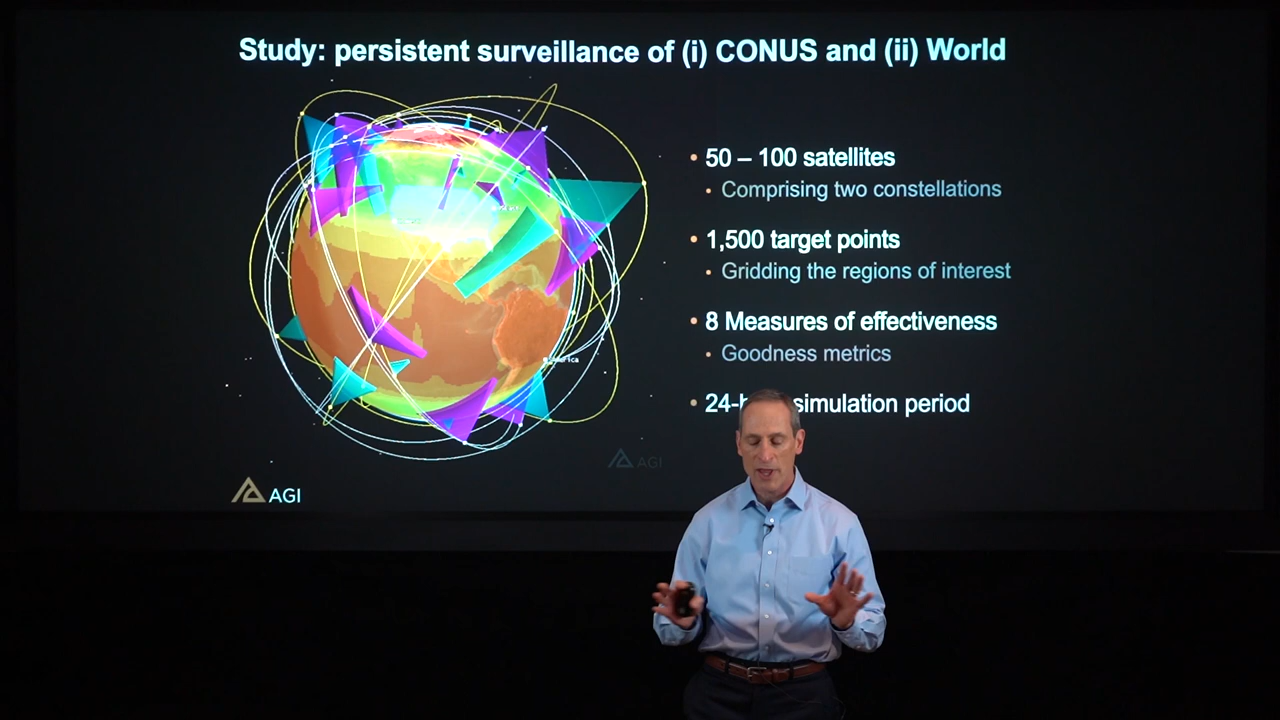 Study: persistent surveillance of (i) CONUS and (ii) World
• 50 – 100 satellites
• Comprising two constellations
• 1,500 target points
• Gridding the regions of interest
• 8 Measures of effectiveness
• Goodness metrics
• simulation period
AGI
AGI